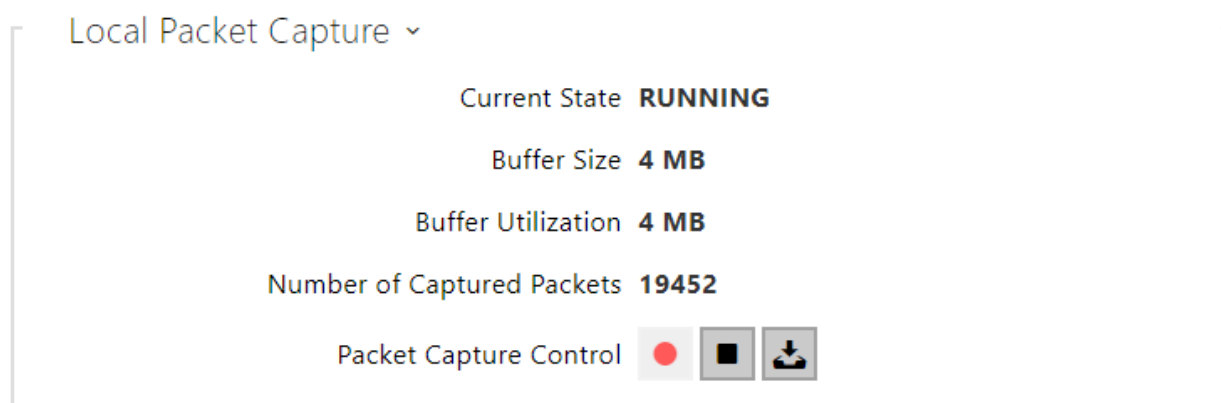 Local Packet Capture
Current State RUNNING
Buffer Size 4 MB
Buffer Utilization 4 MB
Number of Captured Packets 19452
Packet Capture Control